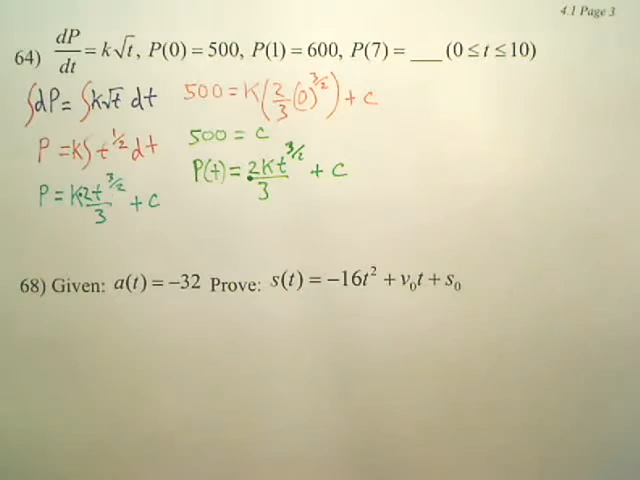 4.1 Page 3
64) dP/dt = k√t, P(0) = 500, P(1) = 600, P(7) = ___ (0 ≤ t ≤ 10)
∫dP = ∫k√t dt
P = k∫ t^{1/2} dt
P = k·2t^{3/2}/3 + c
500 = K(2/3 (0)^{3/2}) + c
500 = c
P(t) = 2kt^{3/2}/3 + c
68) Given: a(t) = −32 Prove: s(t) = −16t² + v₀t + s₀